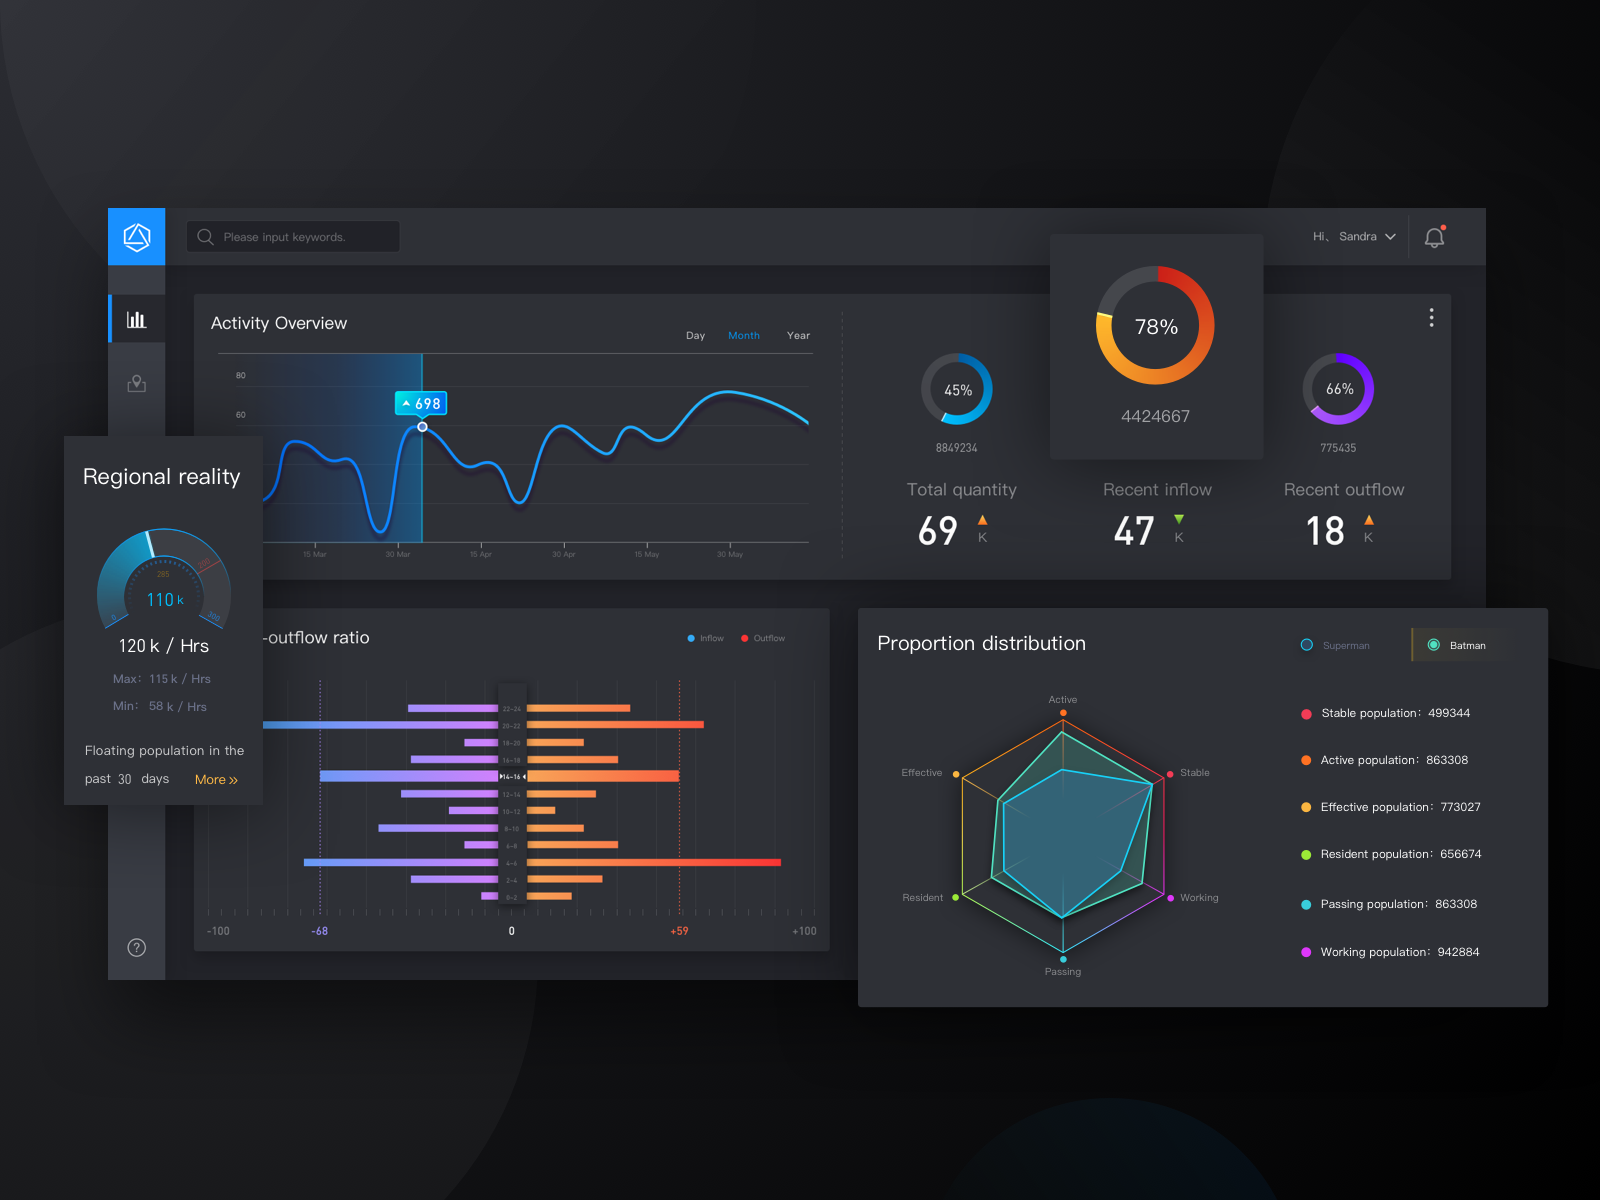 Please input keywords.
Hi、 Sandra
Activity Overview
Day Month Year
80
60
698
15 Mar 30 Mar 15 Apr 30 Apr 15 May 30 May
45%
8849234
Total quantity
69 K
78%
4424667
Recent inflow
47 K
66%
775435
Recent outflow
18 K
Regional reality
285
200
110 k
0
300
120 k / Hrs
Max: 115 k / Hrs
Min: 58 k / Hrs
Floating population in the
past 30 days More »
-outflow ratio
Inflow Outflow
22-24
20-22
18-20
16-18
14-16
12-14
10-12
8-10
6-8
4-6
2-4
0-2
-100 -68 0 +59 +100
?
Proportion distribution
Superman Batman
Active
Effective
Stable
Resident
Working
Passing
Stable population: 499344
Active population: 863308
Effective population: 773027
Resident population: 656674
Passing population: 863308
Working population: 942884